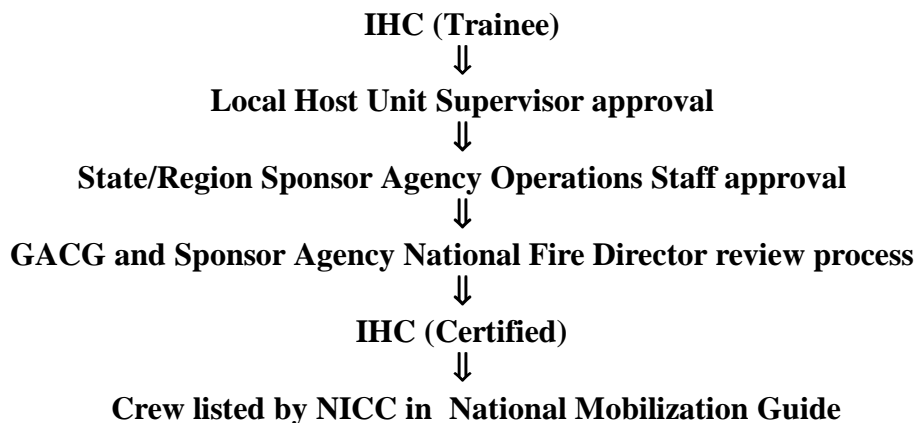 IHC (Trainee)
⇓
Local Host Unit Supervisor approval
⇓
State/Region Sponsor Agency Operations Staff approval
⇓
GACG and Sponsor Agency National Fire Director review process
⇓
IHC (Certified)
⇓
Crew listed by NICC in National Mobilization Guide